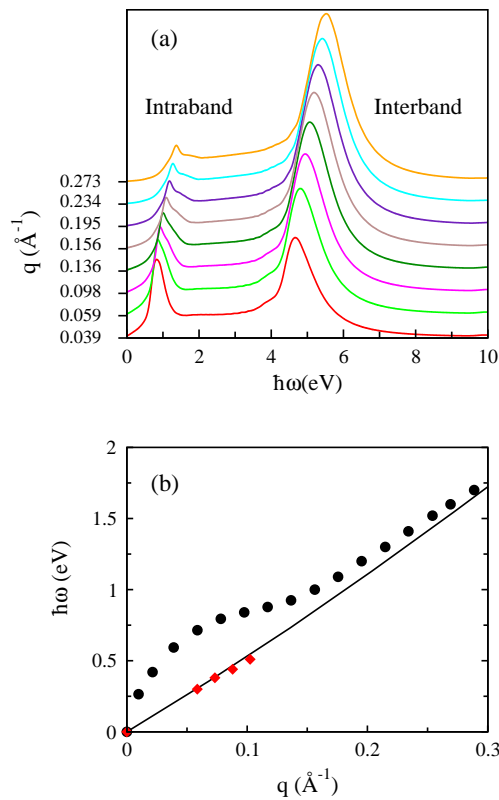 (a)
Intraband
Interband
q (Å⁻¹)
0.273
0.234
0.195
0.156
0.136
0.098
0.059
0.039
0 2 4 6 8 10
ħω(eV)
(b)
ħω (eV)
2
1.5
1
0.5
0
0 0.1 0.2 0.3
q (Å⁻¹)